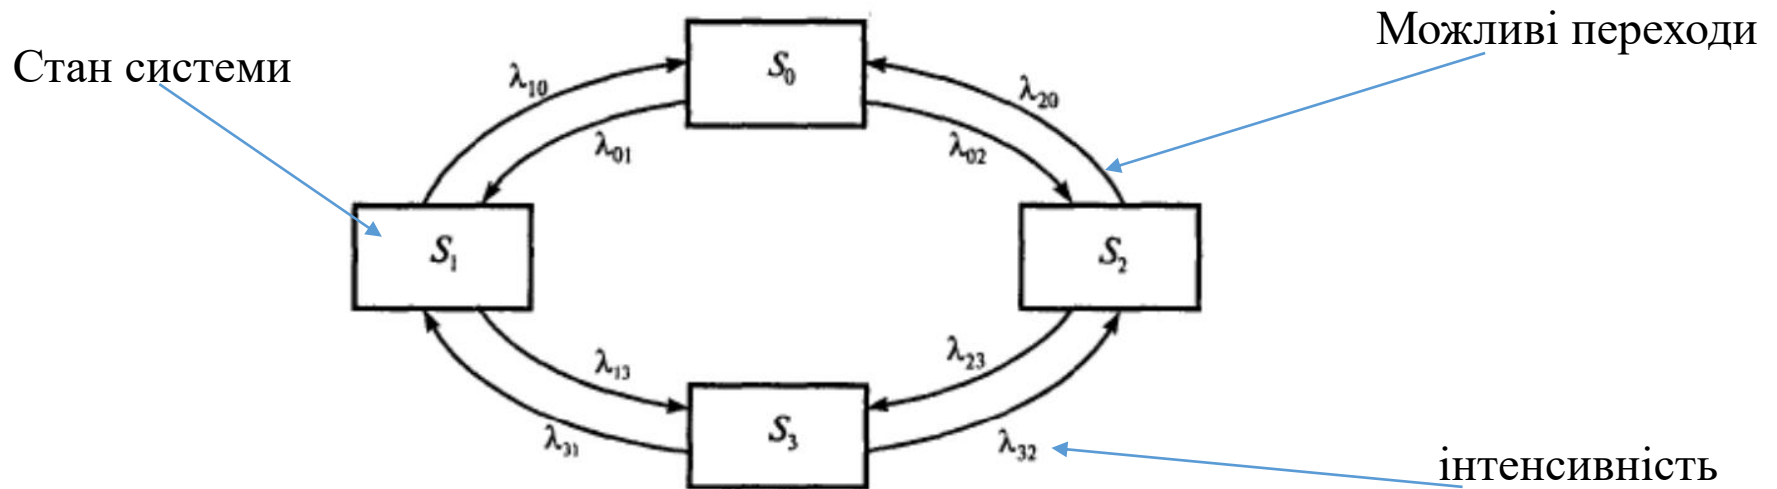 Можливі переходи
Стан системи
S₀
λ₁₀
λ₂₀
λ₀₁
λ₀₂
S₁
S₂
λ₁₃
λ₂₃
S₃
λ₃₁
λ₃₂
інтенсивність